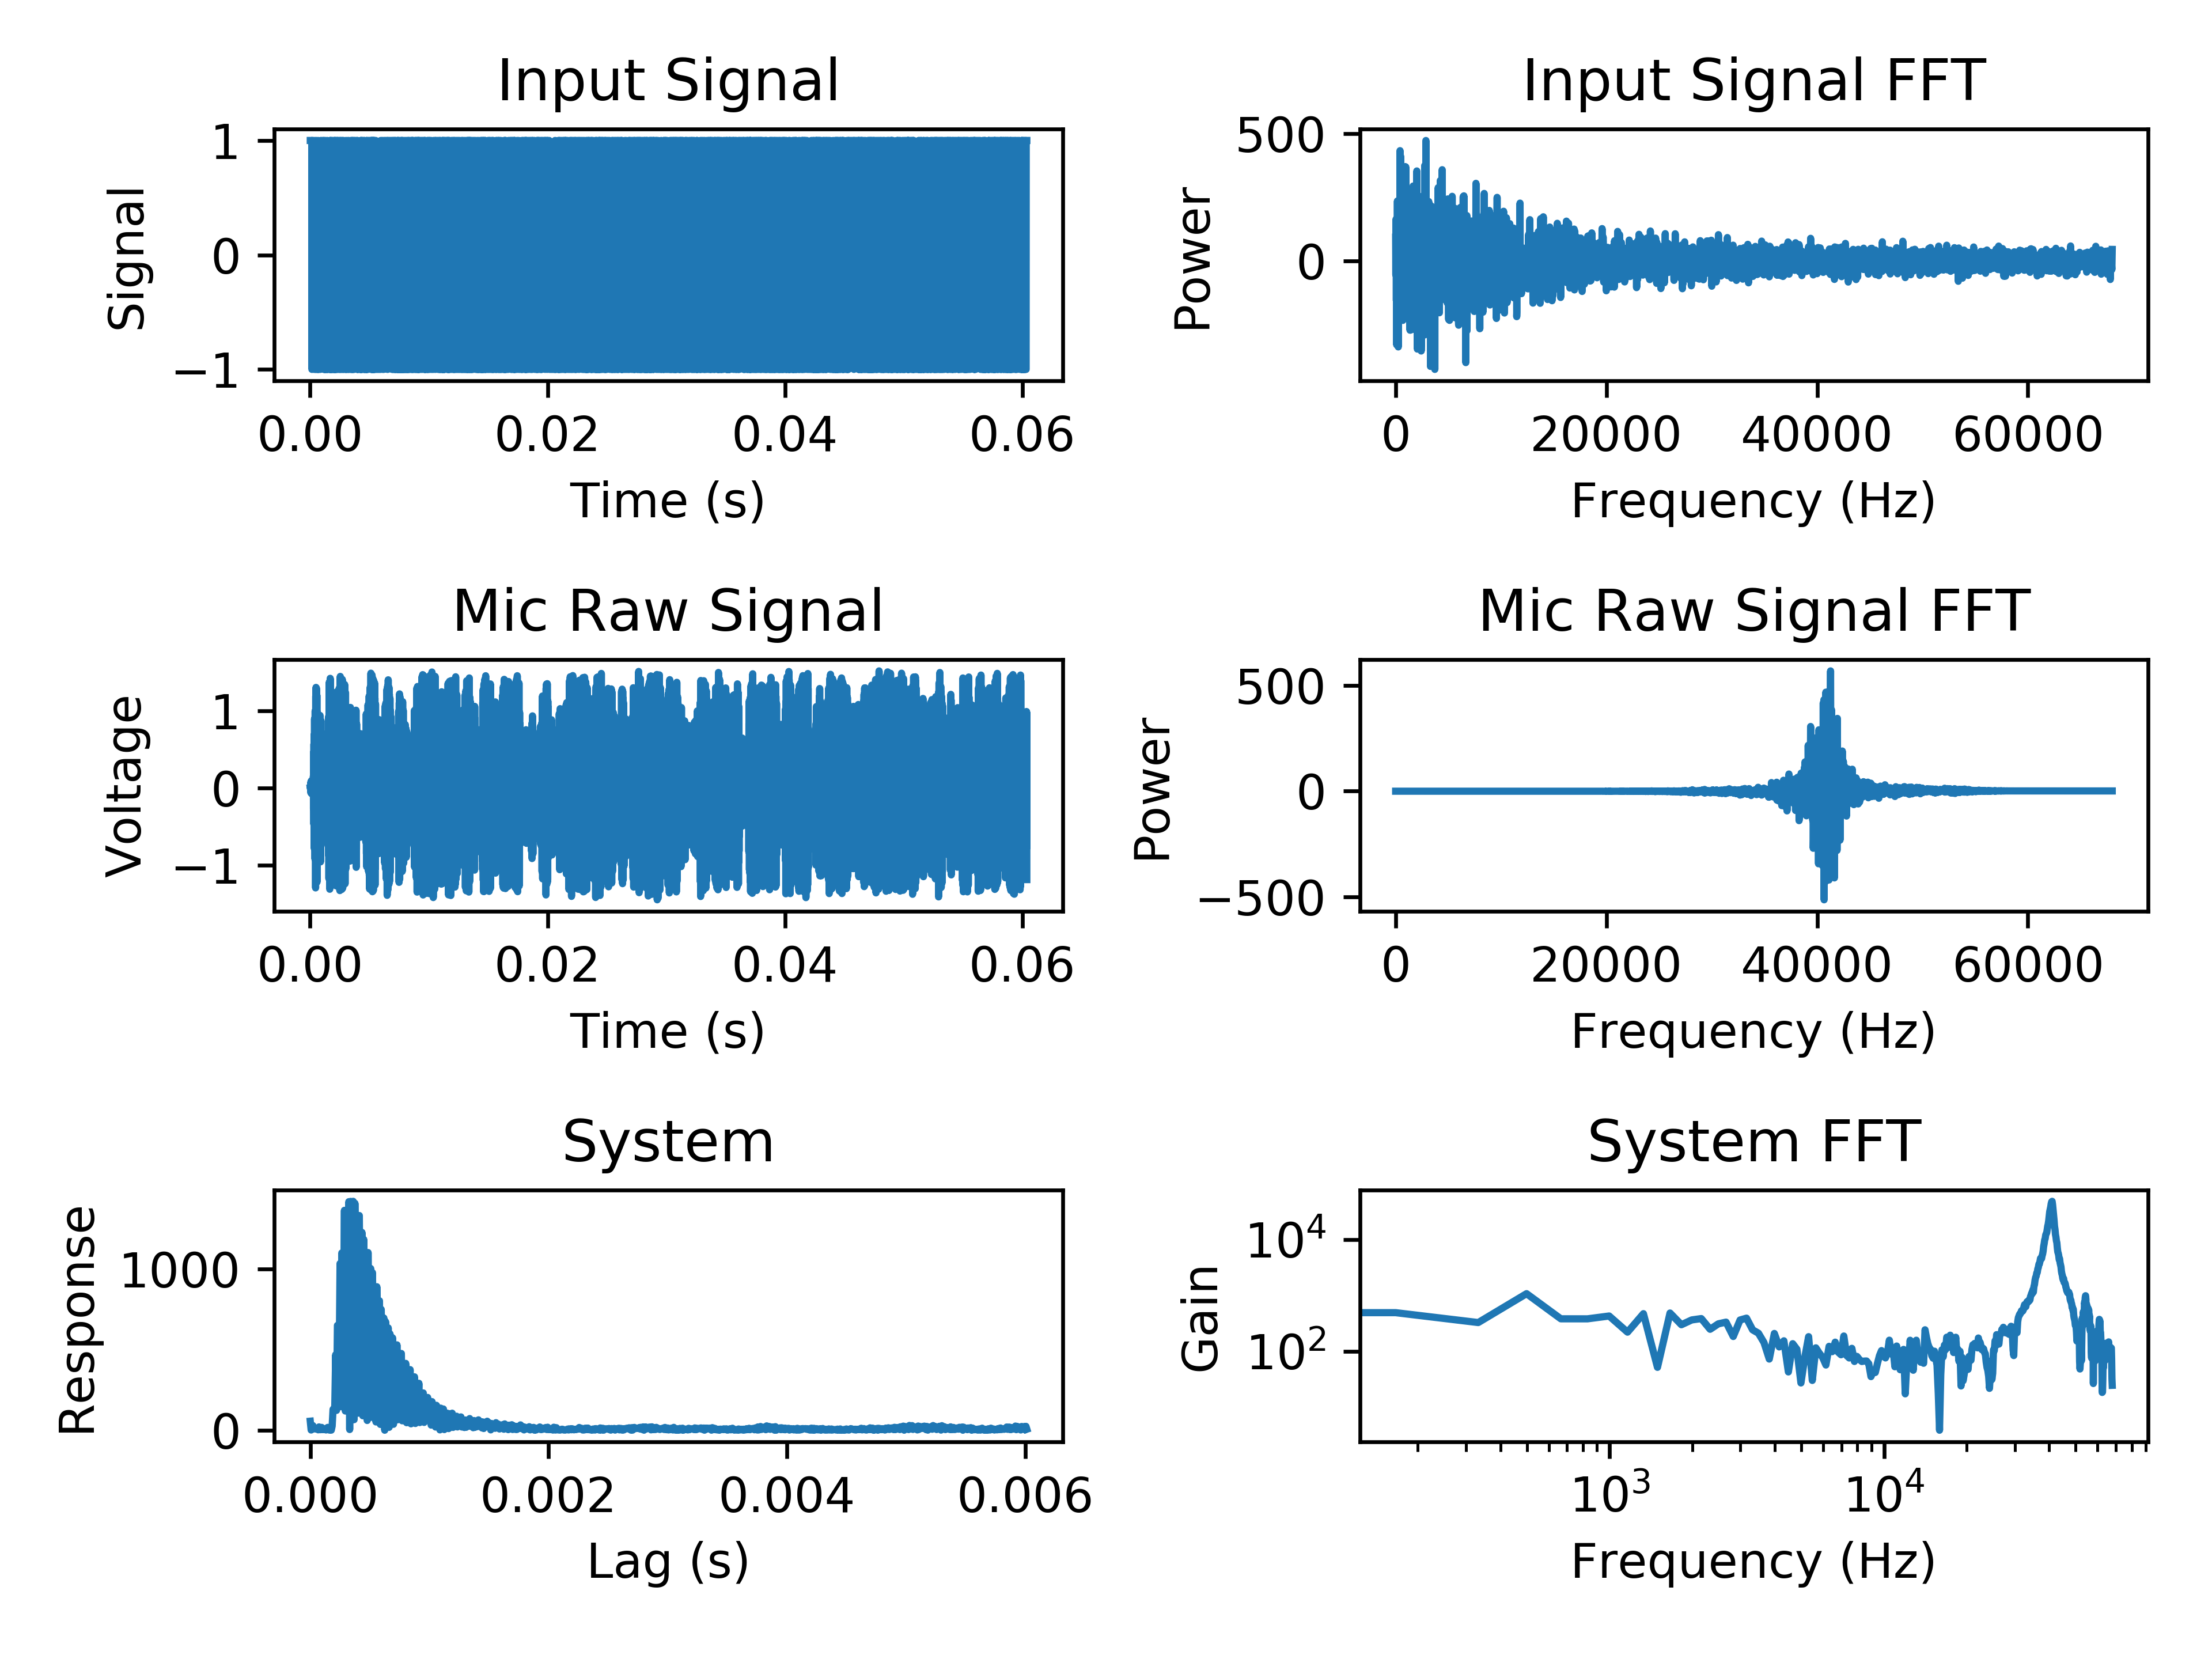 Input Signal
1
0
−1
Signal
0.00 0.02 0.04 0.06
Time (s)
Input Signal FFT
500
0
Power
0 20000 40000 60000
Frequency (Hz)
Mic Raw Signal
1
0
−1
Voltage
0.00 0.02 0.04 0.06
Time (s)
Mic Raw Signal FFT
500
0
−500
Power
0 20000 40000 60000
Frequency (Hz)
System
1000
0
Response
0.000 0.002 0.004 0.006
Lag (s)
System FFT
10⁴
10²
Gain
10³ 10⁴
Frequency (Hz)